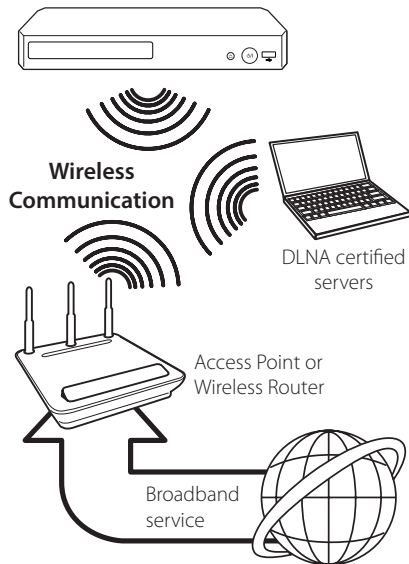 Wireless
Communication
DLNA certified
servers
Access Point or
Wireless Router
Broadband
service